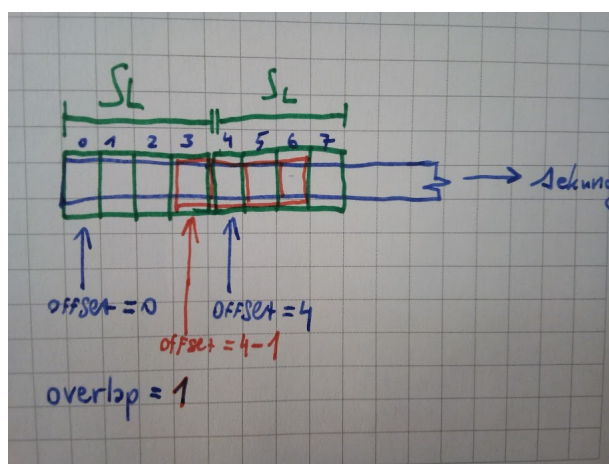 SL SL
0 1 2 3 4 5 6 7
offset = 0 offset = 4
offset = 4-1
overlap = 1